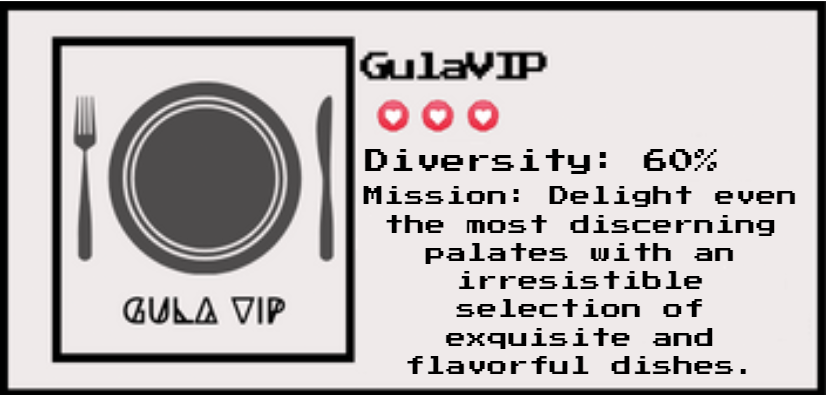 GULA VIP
GulaVIP
Diversity: 60%
Mission: Delight even
the most discerning
palates with an
irresistible
selection of
exquisite and
flavorful dishes.